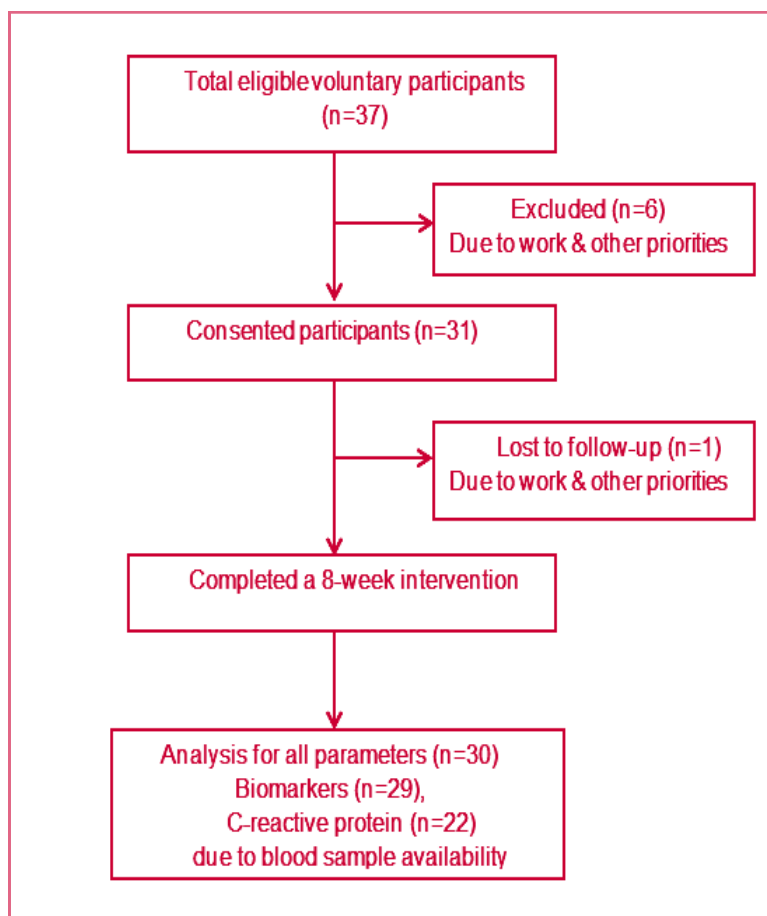 Total eligible voluntary participants
(n=37)
Excluded (n=6)
Due to work & other priorities
Consented participants (n=31)
Lost to follow-up (n=1)
Due to work & other priorities
Completed a 8-week intervention
Analysis for all parameters (n=30)
Biomarkers (n=29),
C-reactive protein (n=22)
due to blood sample availability